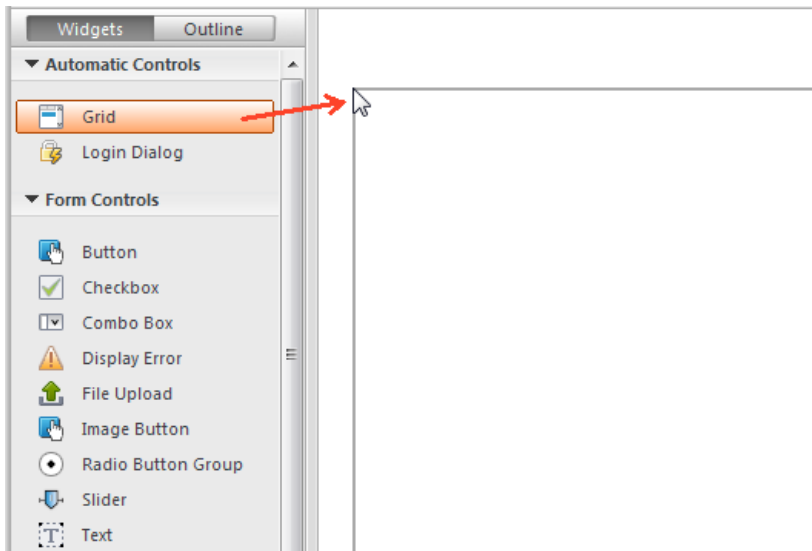 Widgets Outline
Automatic Controls
Grid
Login Dialog
Form Controls
Button
Checkbox
Combo Box
Display Error
File Upload
Image Button
Radio Button Group
Slider
Text